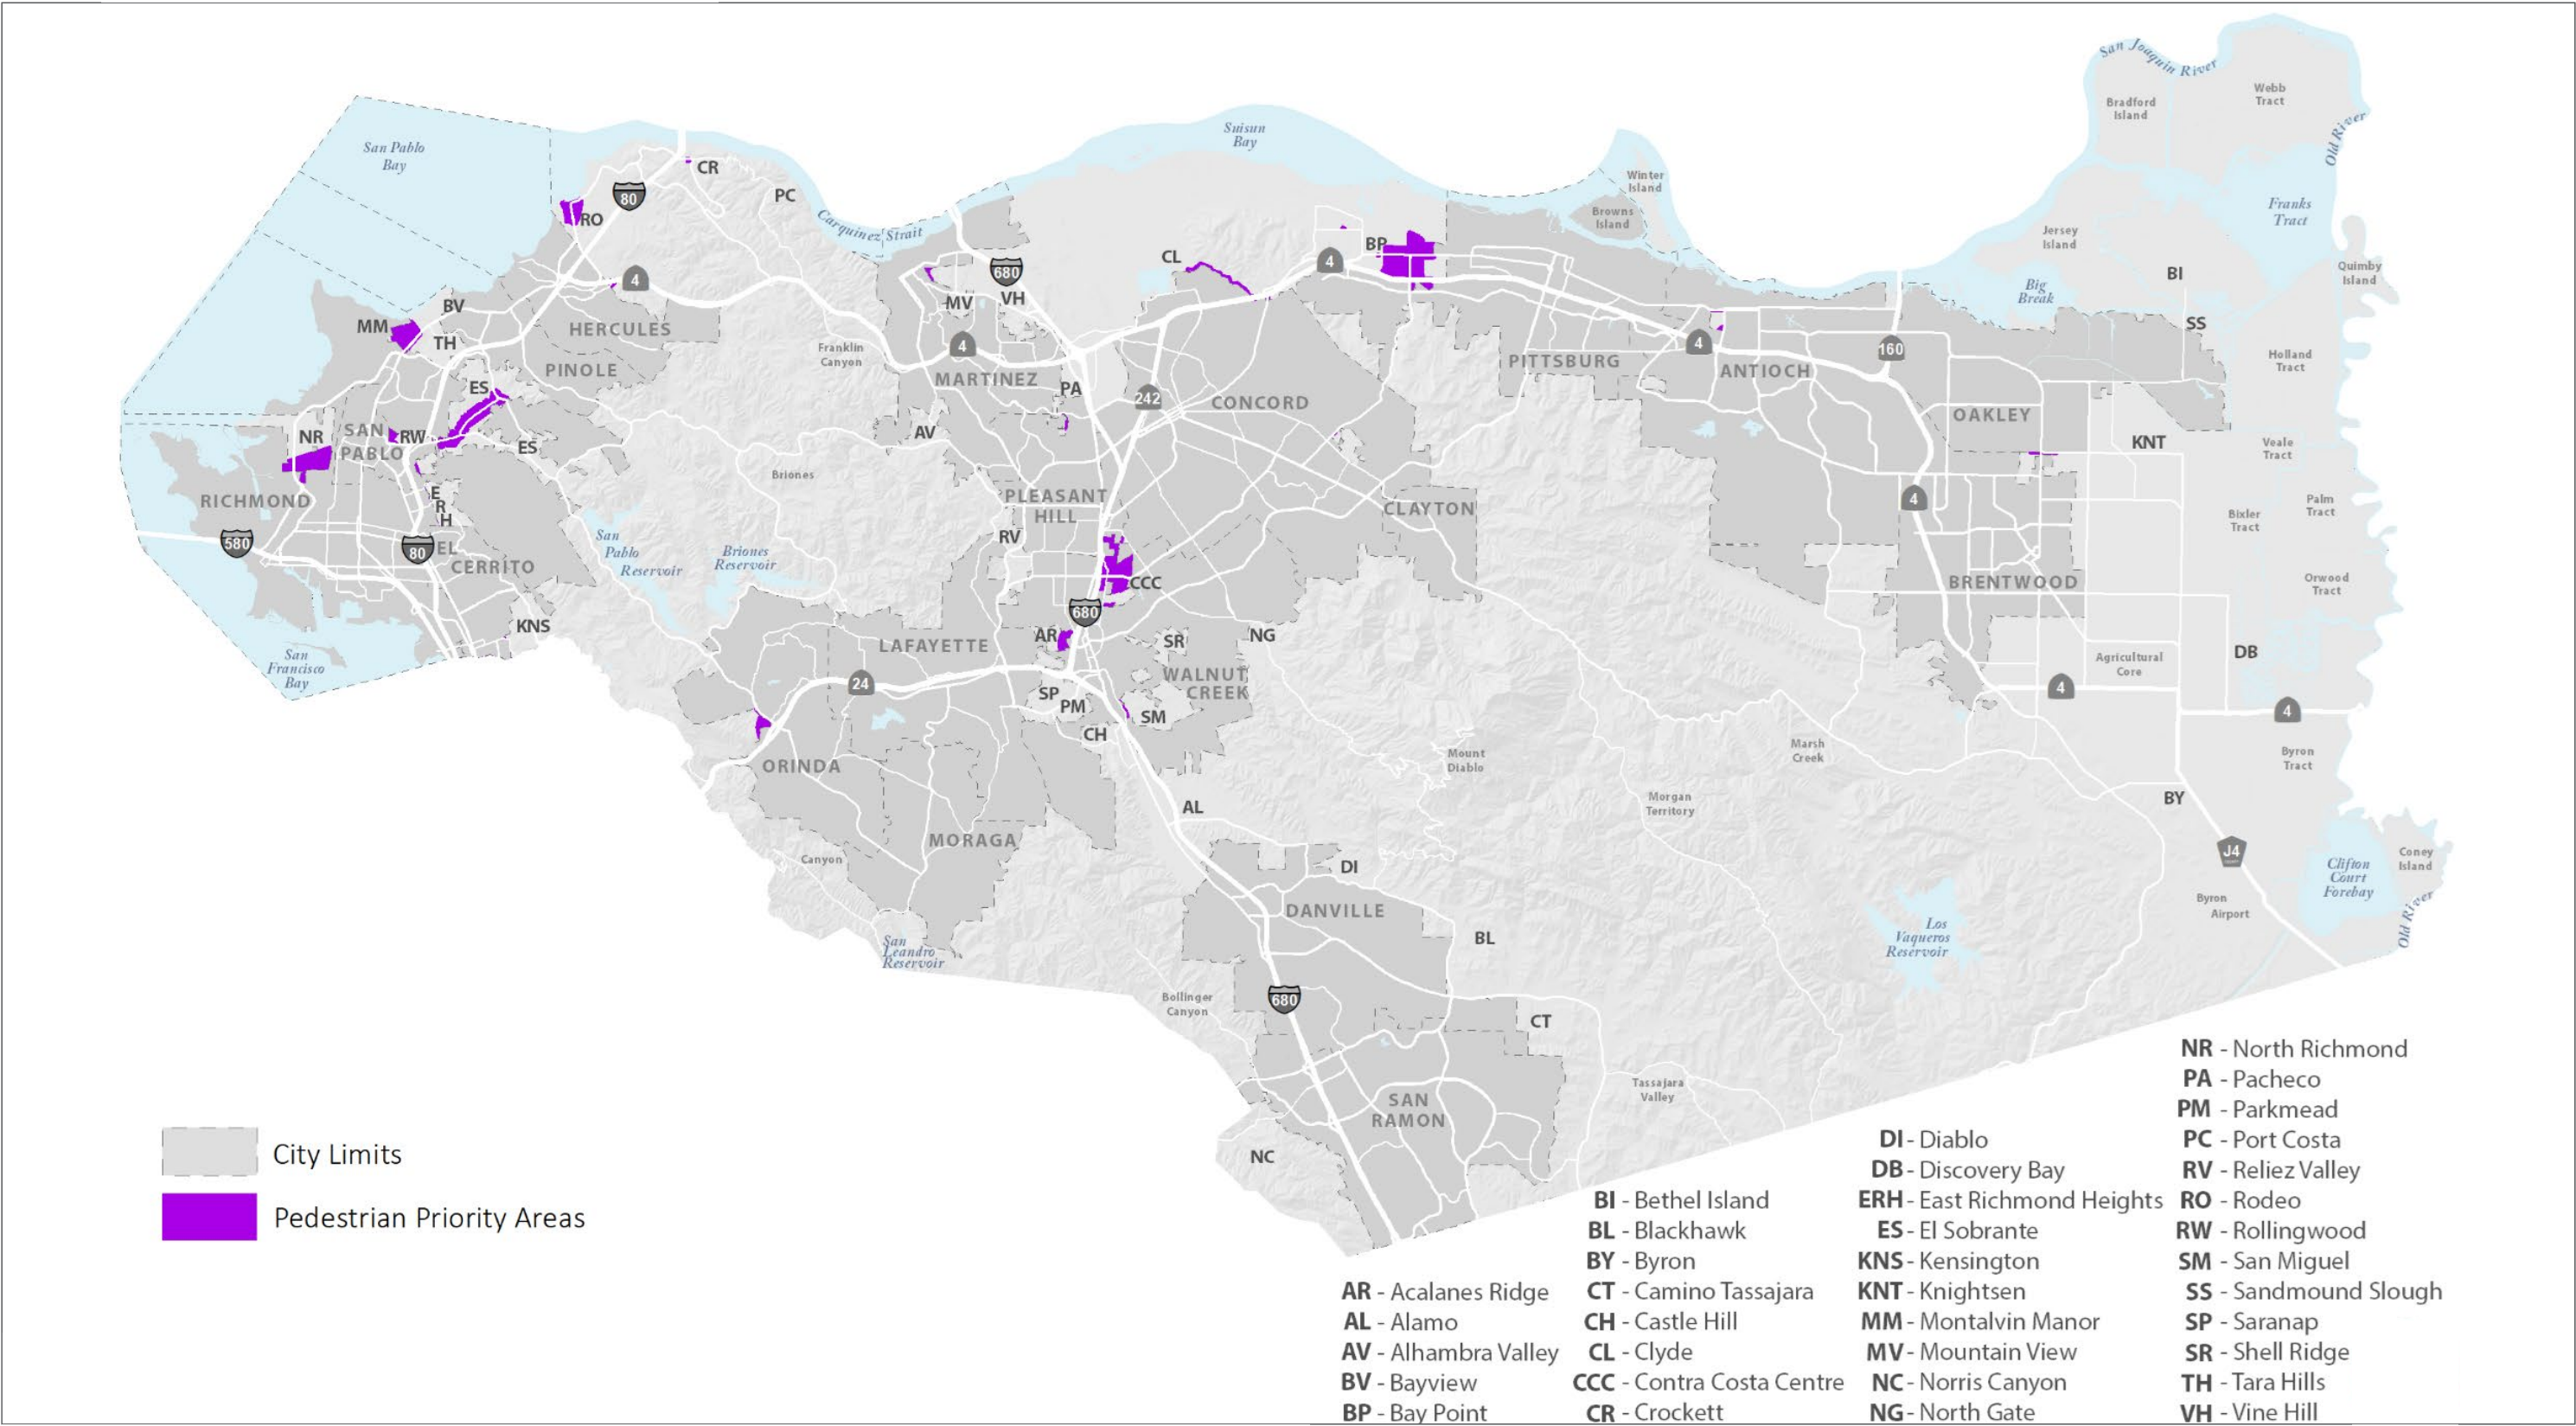 San Joaquin River
Webb
Tract
Bradford
Island
Old River
Suisun
Bay
San Pablo
Bay
CR
PC
80
RO
Winter
Island
Browns
Island
Franks
Tract
Carquinez Strait
Jersey
Island
BP
CL
4
680
4
BI
Quimby
Island
Big
Break
MV
VH
BV
MM
TH
HERCULES
SS
4
4
160
Franklin
Canyon
Holland
Tract
PITTSBURG
ANTIOCH
PINOLE
MARTINEZ
PA
ES
242
CONCORD
OAKLEY
NR
SAN
PABLO
RW
ES
AV
KNT
Veale
Tract
Briones
RICHMOND
E
R
H
PLEASANT
HILL
CLAYTON
4
Palm
Tract
Bixler
Tract
580
80
EL
CERRITO
San
Pablo
Reservoir
Briones
Reservoir
RV
CCC
BRENTWOOD
Orwood
Tract
680
KNS
LAFAYETTE
AR
SR
NG
San
Francisco
Bay
24
WALNUT
CREEK
SP
PM
SM
CH
Agricultural
Core
DB
4
4
ORINDA
Mount
Diablo
Marsh
Creek
Byron
Tract
AL
Morgan
Territory
BY
MORAGA
Canyon
DI
J4
Clifton
Court
Forebay
Coney
Island
DANVILLE
Byron
Airport
Old River
San
Leandro
Reservoir
BL
Los
Vaqueros
Reservoir
Bollinger
Canyon
680
CT
Tassajara
Valley
SAN
RAMON
NC
City Limits
Pedestrian Priority Areas
AR - Acalanes Ridge
AL - Alamo
AV - Alhambra Valley
BV - Bayview
BP - Bay Point
BI - Bethel Island
BL - Blackhawk
BY - Byron
CT - Camino Tassajara
CH - Castle Hill
CL - Clyde
CCC - Contra Costa Centre
CR - Crockett
DI - Diablo
DB - Discovery Bay
ERH - East Richmond Heights
ES - El Sobrante
KNS - Kensington
KNT - Knightsen
MM - Montalvin Manor
MV - Mountain View
NC - Norris Canyon
NG - North Gate
NR - North Richmond
PA - Pacheco
PM - Parkmead
PC - Port Costa
RV - Reliez Valley
RO - Rodeo
RW - Rollingwood
SM - San Miguel
SS - Sandmound Slough
SP - Saranap
SR - Shell Ridge
TH - Tara Hills
VH - Vine Hill